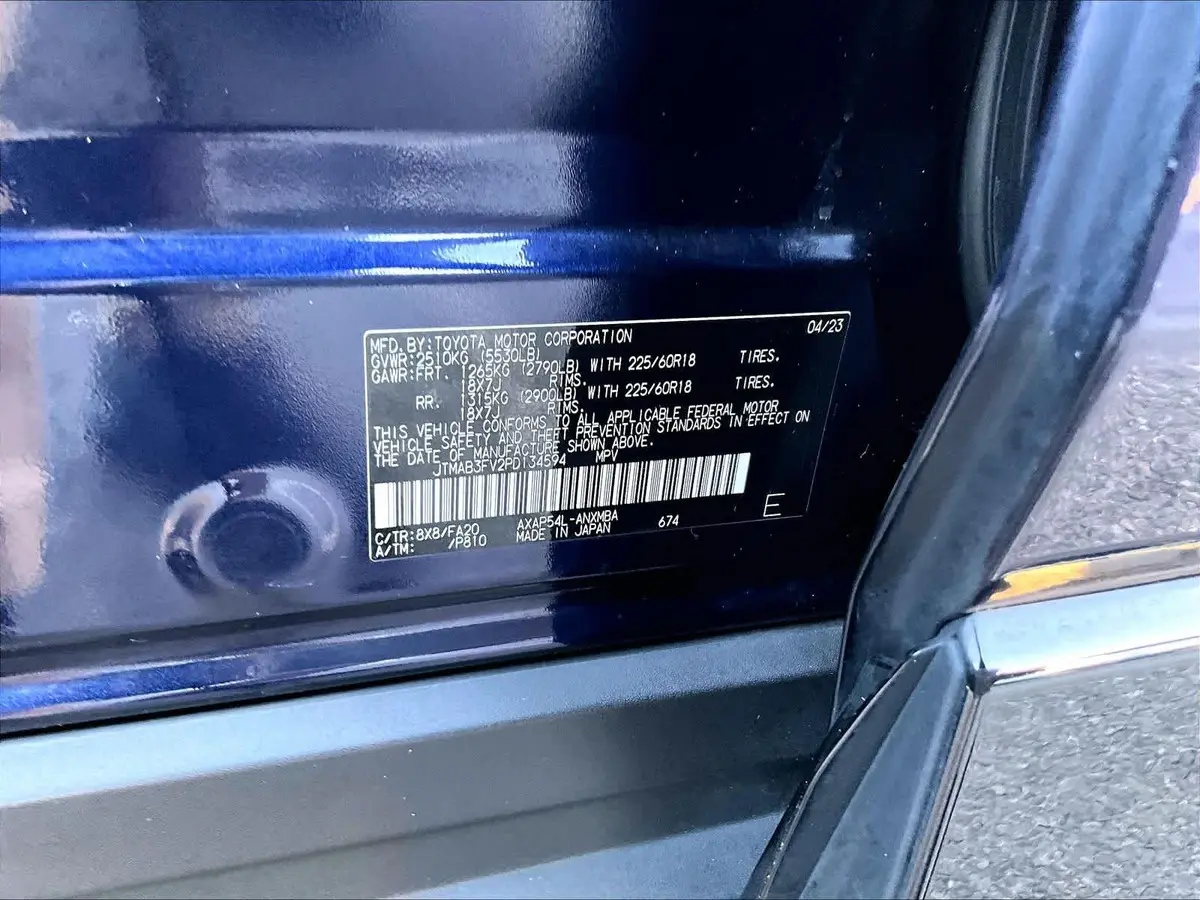 MFD. BY:TOYOTA MOTOR CORPORATION 04/23
GVWR:2510KG (5530LB)
GAWR:FRT. 1265KG (2790LB) WITH 225/60R18 TIRES.
18X7J RIMS.
RR. 1315KG (2900LB) WITH 225/60R18 TIRES.
18X7J RIMS.
THIS VEHICLE CONFORMS TO ALL APPLICABLE FEDERAL MOTOR
VEHICLE SAFETY AND THEFT PREVENTION STANDARDS IN EFFECT ON
THE DATE OF MANUFACTURE SHOWN ABOVE.
JTMAB3FV2PD134594 MPV
C/TR:8X8/FA20 AXAP54L-ANXMBA 674 E
A/TM: /P810 MADE IN JAPAN